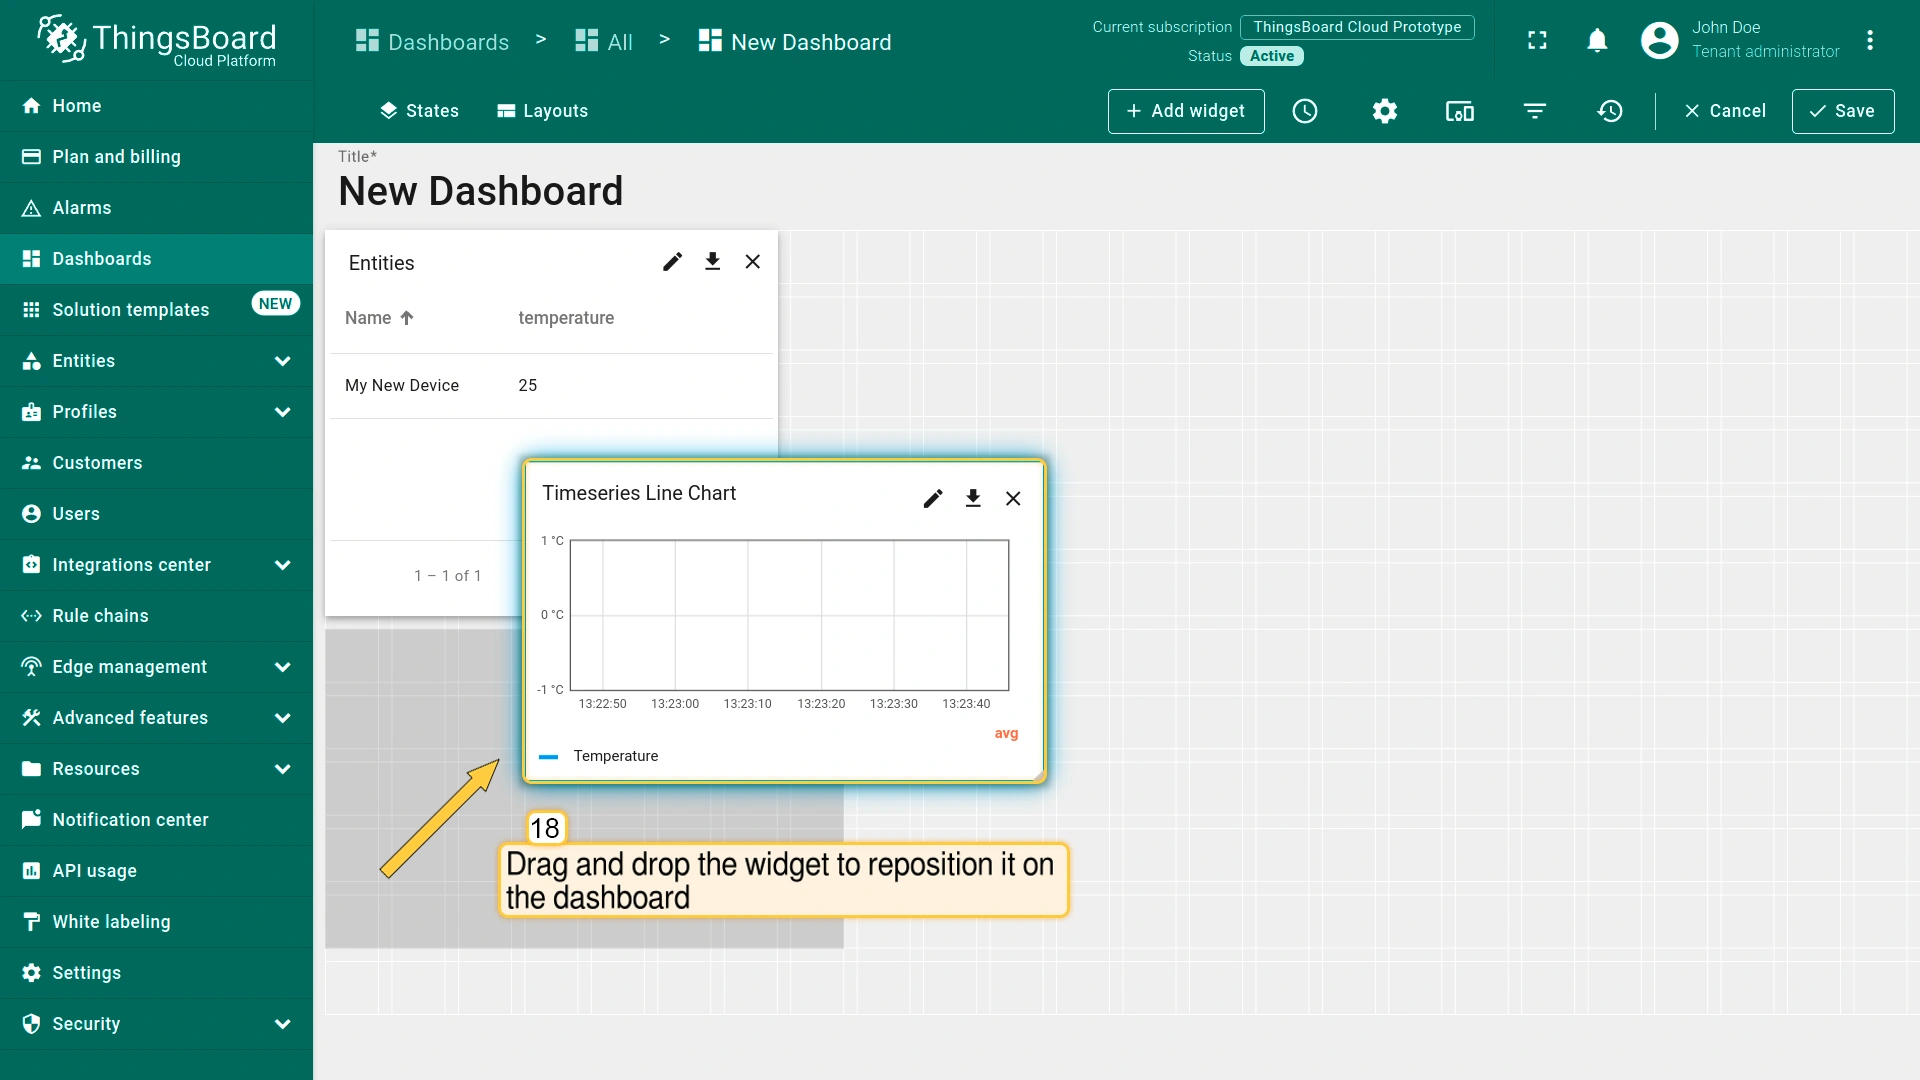 ThingsBoard
Cloud Platform
Dashboards > All > New Dashboard
Current subscription ThingsBoard Cloud Prototype
Status Active
John Doe
Tenant administrator
Home
Plan and billing
Alarms
Dashboards
Solution templates NEW
Entities
Profiles
Customers
Users
Integrations center
Rule chains
Edge management
Advanced features
Resources
Notification center
API usage
White labeling
Settings
Security
States Layouts + Add widget Cancel Save
Title*
New Dashboard
Entities
Name temperature
My New Device 25
1 – 1 of 1
Timeseries Line Chart
1 °C
0 °C
-1 °C
13:22:50 13:23:00 13:23:10 13:23:20 13:23:30 13:23:40
avg
Temperature
18
Drag and drop the widget to reposition it on
the dashboard